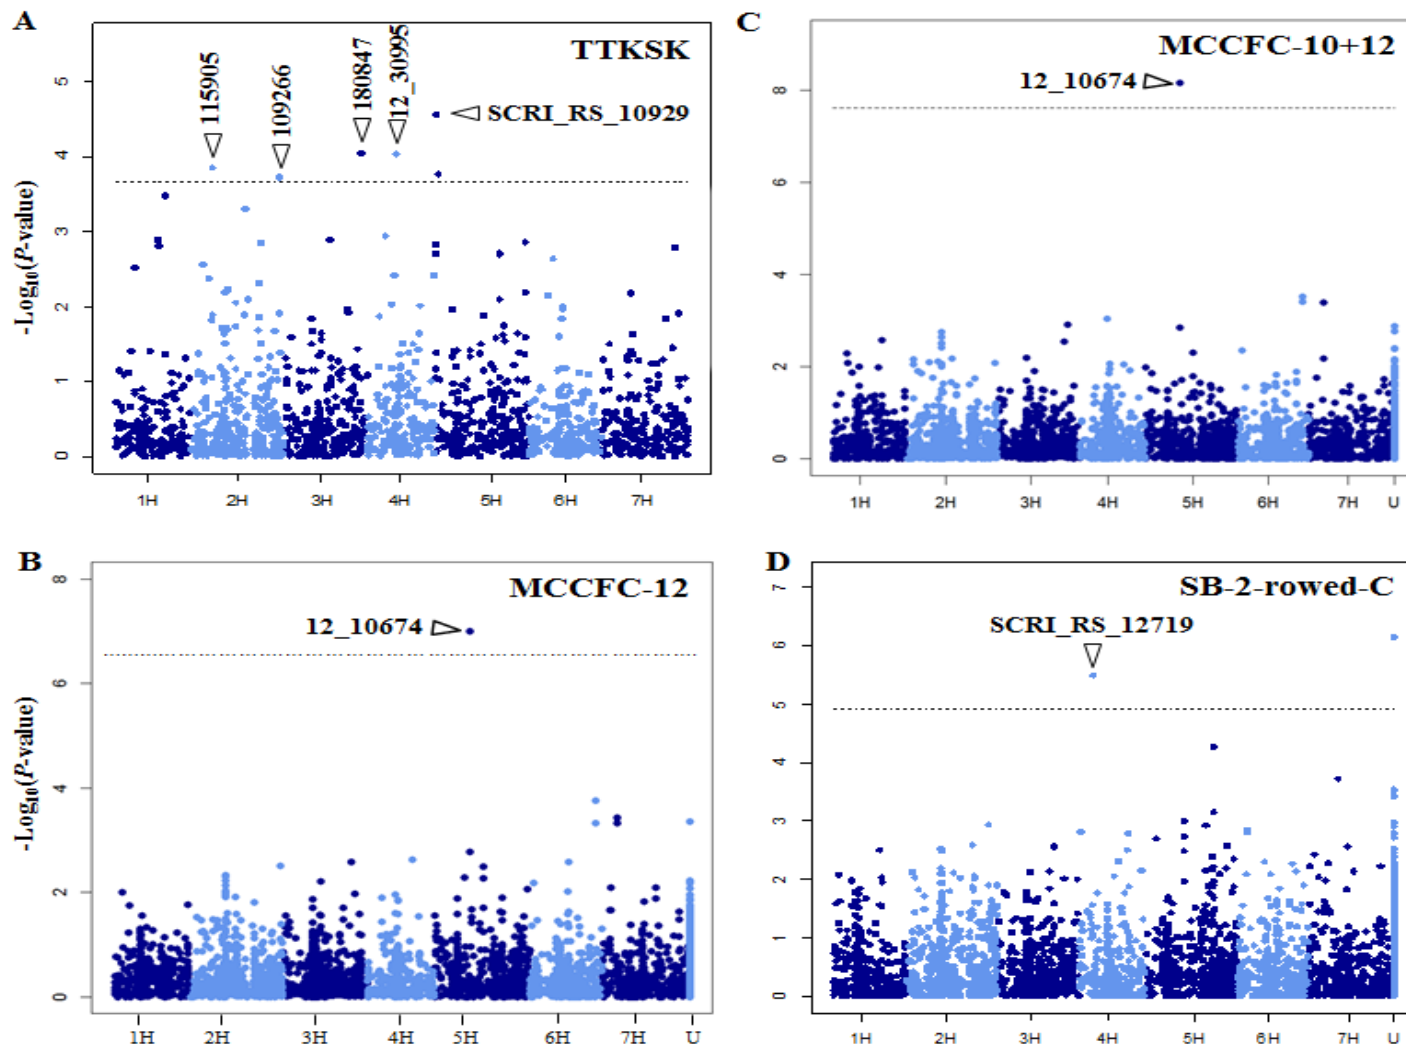 A
TTKSK
115905
109266
180847
12_30995
SCRI_RS_10929
-Log10(P-value)
5
4
3
2
1
0
1H 2H 3H 4H 5H 6H 7H
C
MCCFC-10+12
12_10674
8
6
4
2
0
1H 2H 3H 4H 5H 6H 7H U
B
MCCFC-12
12_10674
-Log10(P-value)
8
6
4
2
0
1H 2H 3H 4H 5H 6H 7H U
D
SB-2-rowed-C
SCRI_RS_12719
7
6
5
4
3
2
1
0
1H 2H 3H 4H 5H 6H 7H U